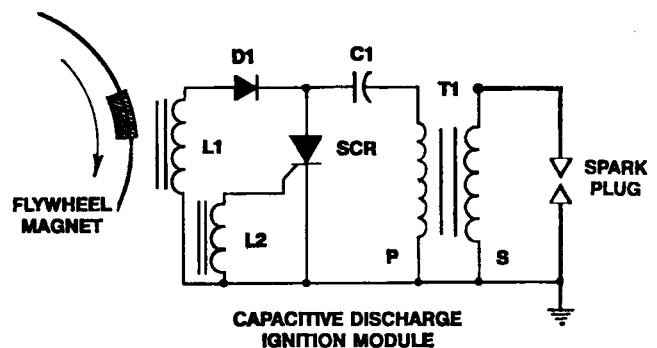 D1
C1
T1
L1
SCR
FLYWHEEL
MAGNET
L2
SPARK
PLUG
P
S
CAPACITIVE DISCHARGE
IGNITION MODULE